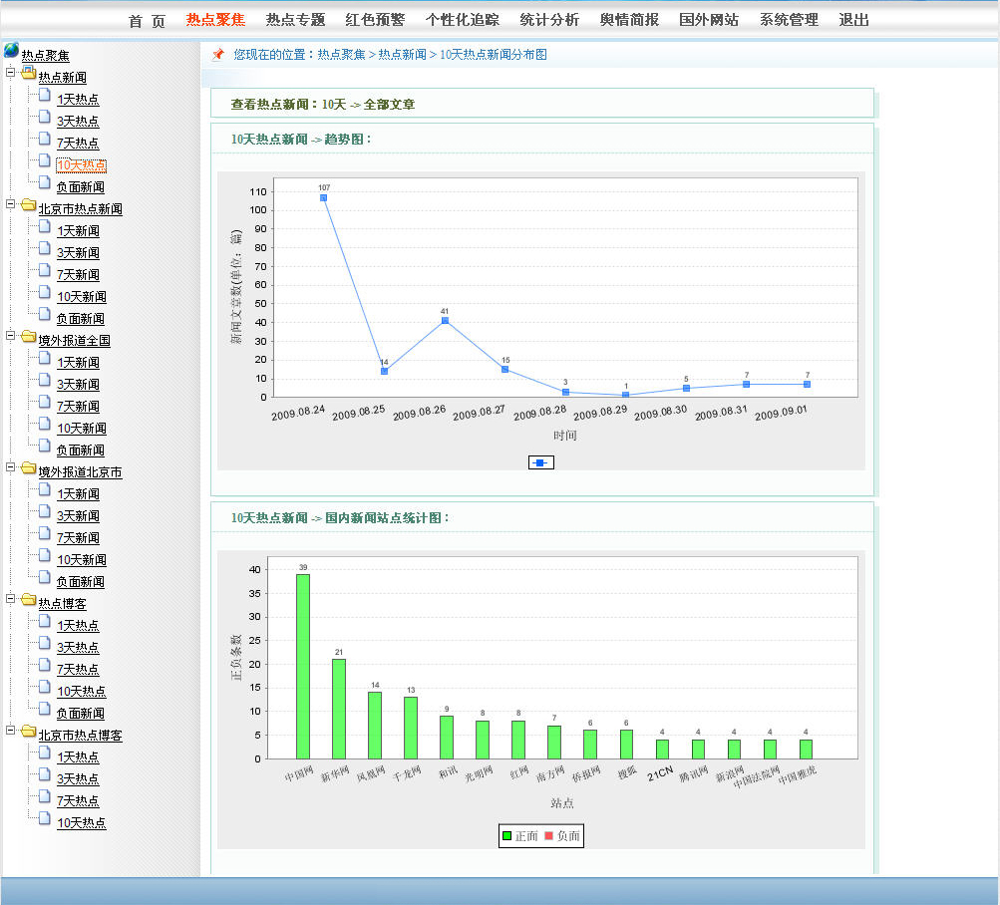 首 页 热点聚焦 热点专题 红色预警 个性化追踪 统计分析 舆情简报 国外网站 系统管理 退出
热点聚焦
热点新闻
1天热点
3天热点
7天热点
10天热点
负面新闻
北京市热点新闻
1天新闻
3天新闻
7天新闻
10天新闻
负面新闻
境外报道全国
1天新闻
3天新闻
7天新闻
10天新闻
负面新闻
境外报道北京市
1天新闻
3天新闻
7天新闻
10天新闻
负面新闻
热点博客
1天热点
3天热点
7天热点
10天热点
负面新闻
北京市热点博客
1天热点
3天热点
7天热点
10天热点
您现在的位置：热点聚焦 > 热点新闻 > 10天热点新闻分布图
查看热点新闻：10天 -> 全部文章
10天热点新闻 -> 趋势图：
新闻文章数(单位：篇)
110
100
90
80
70
60
50
40
30
20
10
0
107
14
41
15
3
1
5
7
7
2009.08.24 2009.08.25 2009.08.26 2009.08.27 2009.08.28 2009.08.29 2009.08.30 2009.08.31 2009.09.01
时间
10天热点新闻 -> 国内新闻站点统计图：
正负条数
40
35
30
25
20
15
10
5
0
39
21
14
13
9
8
8
7
6
6
4
4
4
4
4
中国网 新华网 凤凰网 千龙网 和讯 光明网 红网 南方网 侨报网 搜狐 21CN 腾讯网 新浪网 中国法院网 中国雅虎
站点
正面 负面